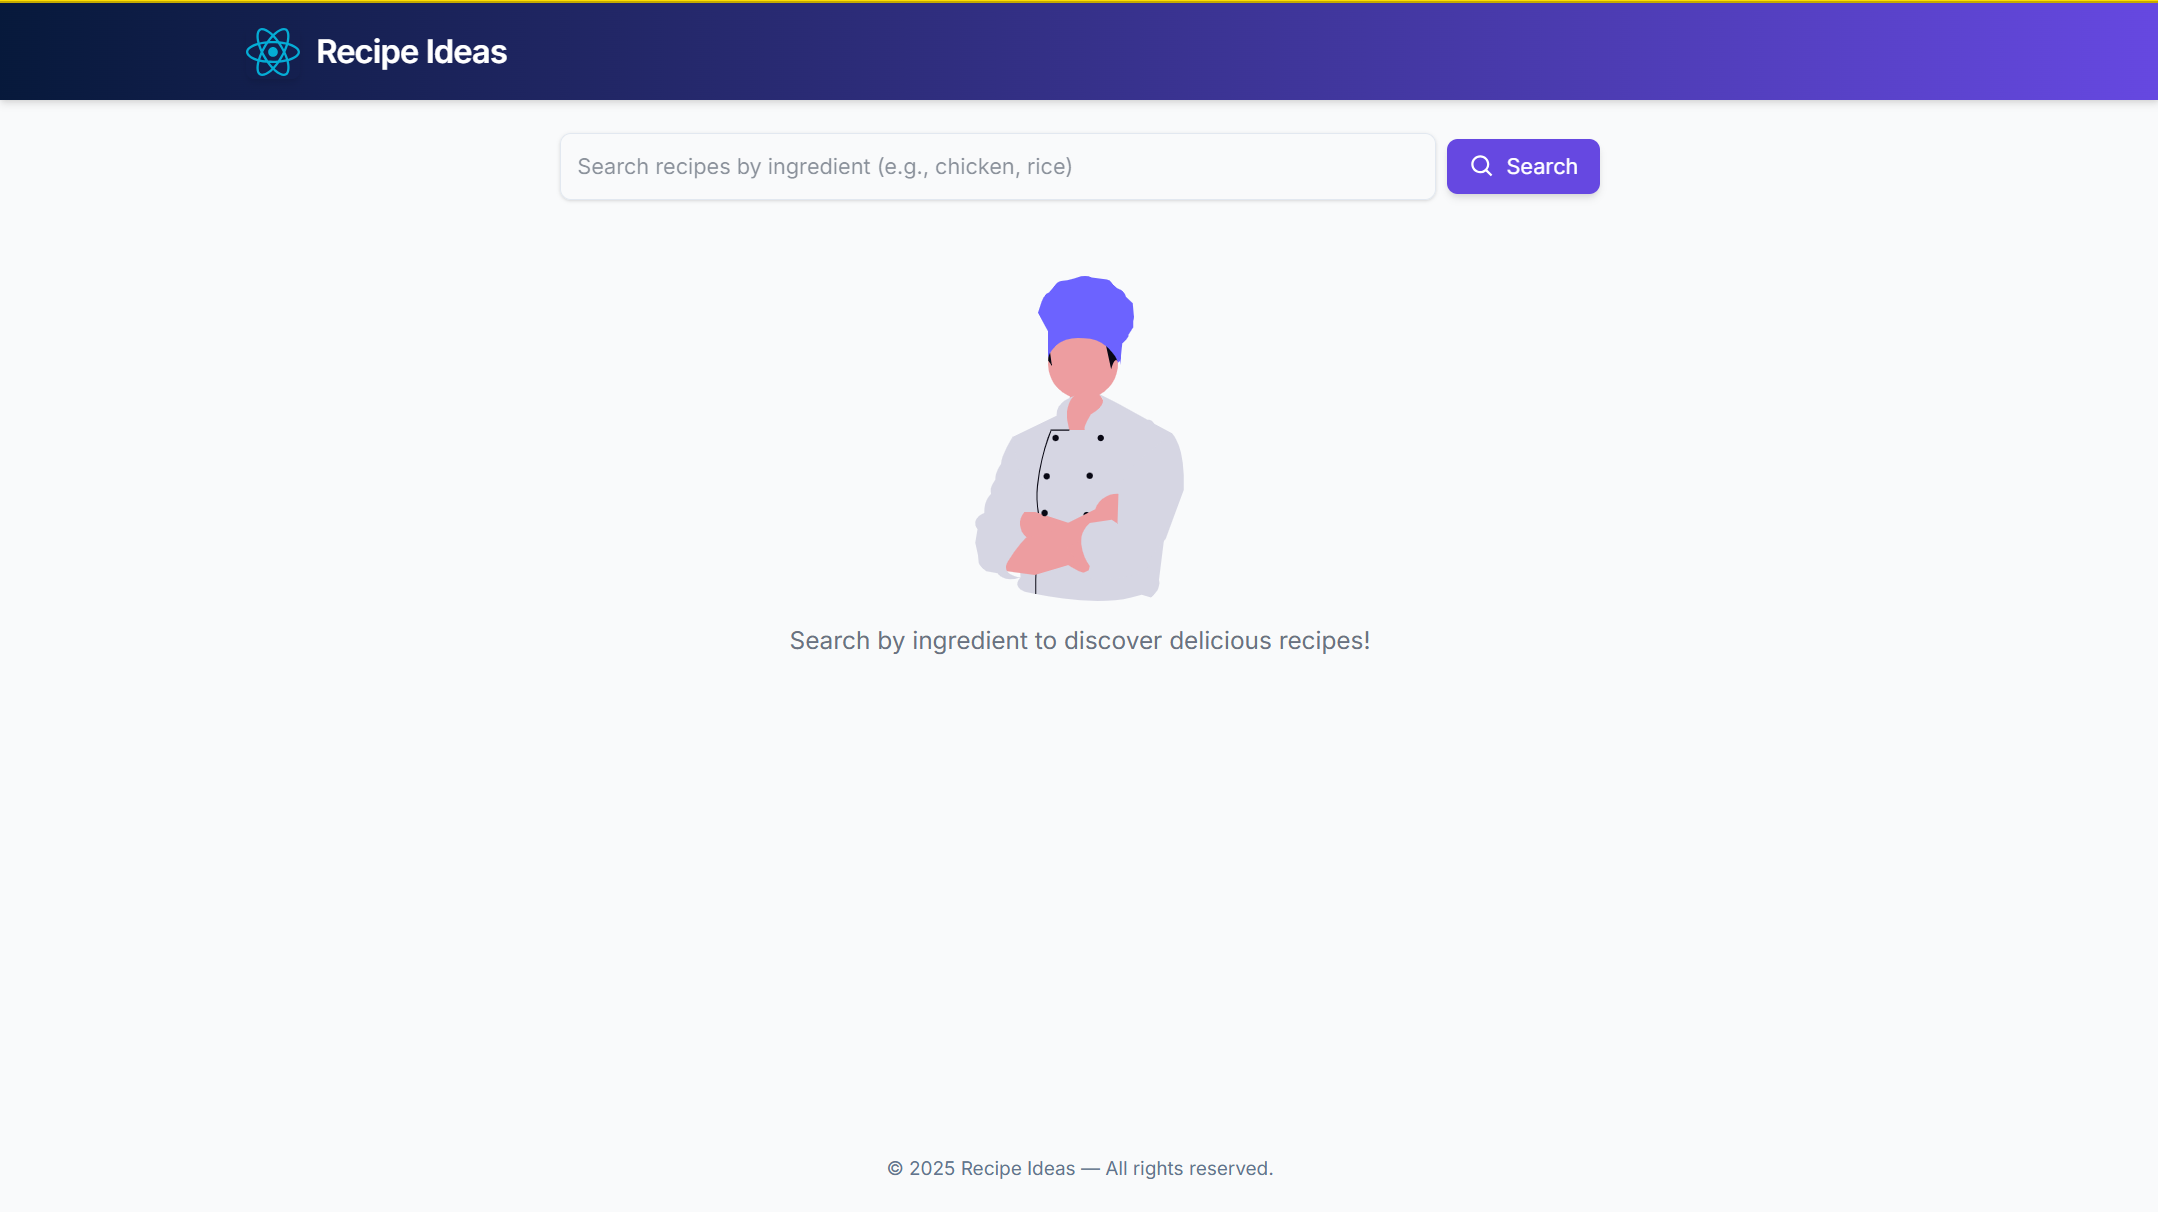 Recipe Ideas
Search recipes by ingredient (e.g., chicken, rice)
Search
Search by ingredient to discover delicious recipes!
© 2025 Recipe Ideas — All rights reserved.